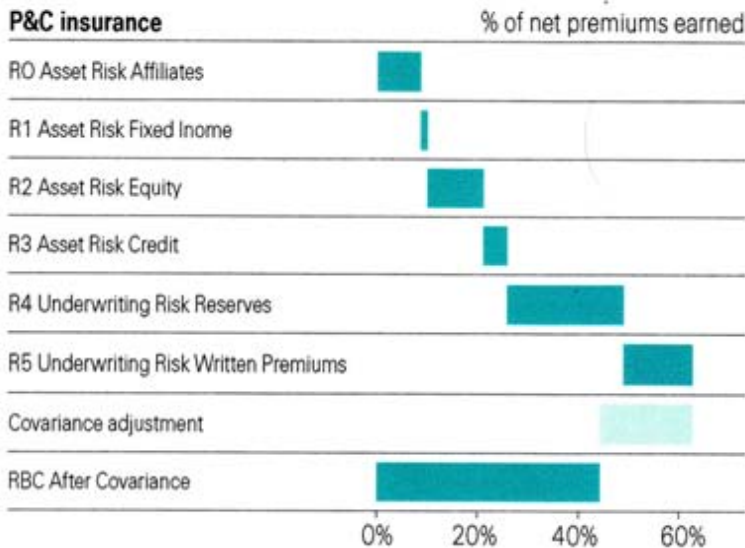 P&C insurance % of net premiums earned
RO Asset Risk Affiliates
R1 Asset Risk Fixed Inome
R2 Asset Risk Equity
R3 Asset Risk Credit
R4 Underwriting Risk Reserves
R5 Underwriting Risk Written Premiums
Covariance adjustment
RBC After Covariance
0% 20% 40% 60%